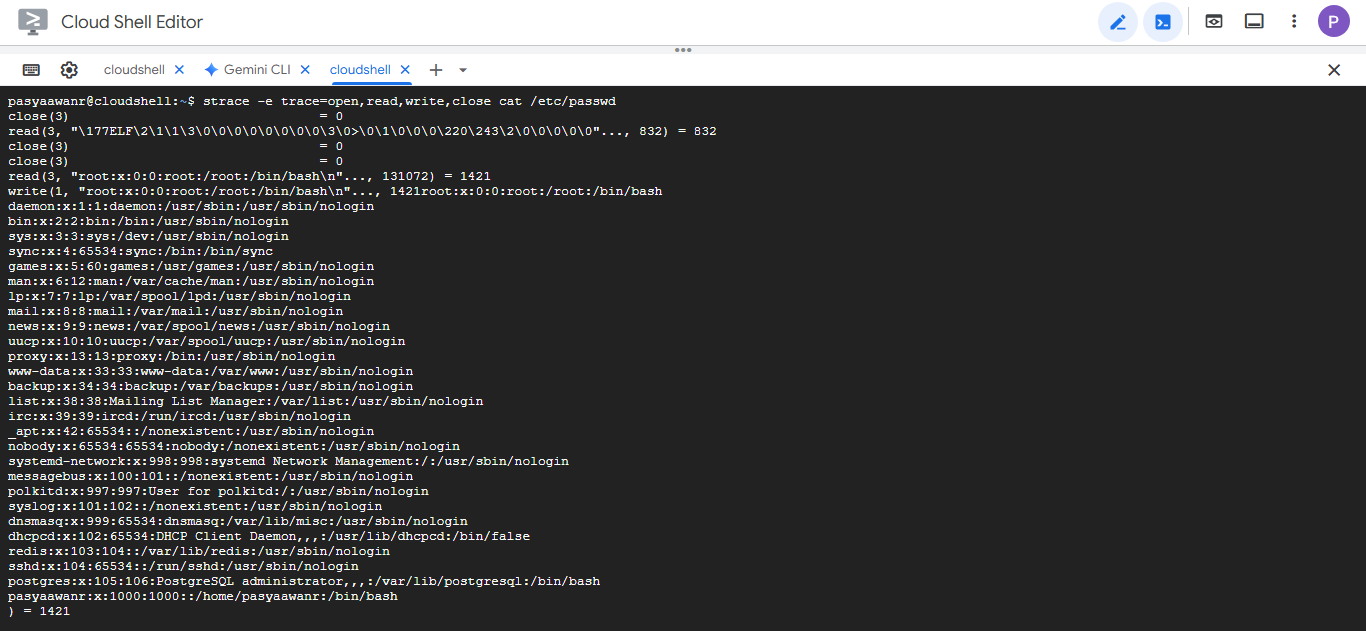 Cloud Shell Editor
P
cloudshell Gemini CLI cloudshell
pasyaawanr@cloudshell:~$ strace -e trace=open,read,write,close cat /etc/passwd
close(3)                                = 0
read(3, "\177ELF\2\1\1\3\0\0\0\0\0\0\0\0\3\0>\0\1\0\0\0\220\243\2\0\0\0\0\0"..., 832) = 832
close(3)                                = 0
close(3)                                = 0
read(3, "root:x:0:0:root:/root:/bin/bash\n"..., 131072) = 1421
write(1, "root:x:0:0:root:/root:/bin/bash\n"..., 1421root:x:0:0:root:/root:/bin/bash
daemon:x:1:1:daemon:/usr/sbin:/usr/sbin/nologin
bin:x:2:2:bin:/bin:/usr/sbin/nologin
sys:x:3:3:sys:/dev:/usr/sbin/nologin
sync:x:4:65534:sync:/bin:/bin/sync
games:x:5:60:games:/usr/games:/usr/sbin/nologin
man:x:6:12:man:/var/cache/man:/usr/sbin/nologin
lp:x:7:7:lp:/var/spool/lpd:/usr/sbin/nologin
mail:x:8:8:mail:/var/mail:/usr/sbin/nologin
news:x:9:9:news:/var/spool/news:/usr/sbin/nologin
uucp:x:10:10:uucp:/var/spool/uucp:/usr/sbin/nologin
proxy:x:13:13:proxy:/bin:/usr/sbin/nologin
www-data:x:33:33:www-data:/var/www:/usr/sbin/nologin
backup:x:34:34:backup:/var/backups:/usr/sbin/nologin
list:x:38:38:Mailing List Manager:/var/list:/usr/sbin/nologin
irc:x:39:39:ircd:/run/ircd:/usr/sbin/nologin
_apt:x:42:65534::/nonexistent:/usr/sbin/nologin
nobody:x:65534:65534:nobody:/nonexistent:/usr/sbin/nologin
systemd-network:x:998:998:systemd Network Management:/:/usr/sbin/nologin
messagebus:x:100:101::/nonexistent:/usr/sbin/nologin
polkitd:x:997:997:User for polkitd:/:/usr/sbin/nologin
syslog:x:101:102::/nonexistent:/usr/sbin/nologin
dnsmasq:x:999:65534:dnsmasq:/var/lib/misc:/usr/sbin/nologin
dhcpcd:x:102:65534:DHCP Client Daemon,,,:/usr/lib/dhcpcd:/bin/false
redis:x:103:104::/var/lib/redis:/usr/sbin/nologin
sshd:x:104:65534::/run/sshd:/usr/sbin/nologin
postgres:x:105:106:PostgreSQL administrator,,,:/var/lib/postgresql:/bin/bash
pasyaawanr:x:1000:1000::/home/pasyaawanr:/bin/bash
) = 1421